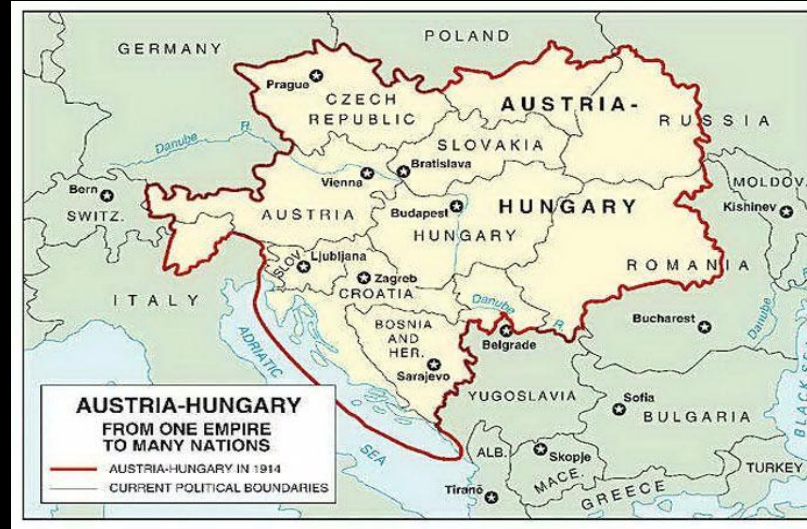 GERMANY
POLAND
Prague
CZECH
REPUBLIC
AUSTRIA-
RUSSIA
Danube R.
SLOVAKIA
Bratislava
Vienna
MOLDOV.
Kishinev
Bern
SWITZ.
AUSTRIA
Budapest
HUNGARY
HUNGARY
SLOV.
Ljubljana
Zagreb
CROATIA
ROMANIA
ITALY
Danube R.
Danube
Bucharest
BOSNIA
AND
HER.
Belgrade
Sarajevo
ADRIATIC
SEA
YUGOSLAVIA
Sofia
BULGARIA
BLACK S
ALB.
Skopje
MACE.
TURKEY
Tiranë
GREECE
AUSTRIA-HUNGARY
FROM ONE EMPIRE
TO MANY NATIONS
AUSTRIA-HUNGARY IN 1914
CURRENT POLITICAL BOUNDARIES